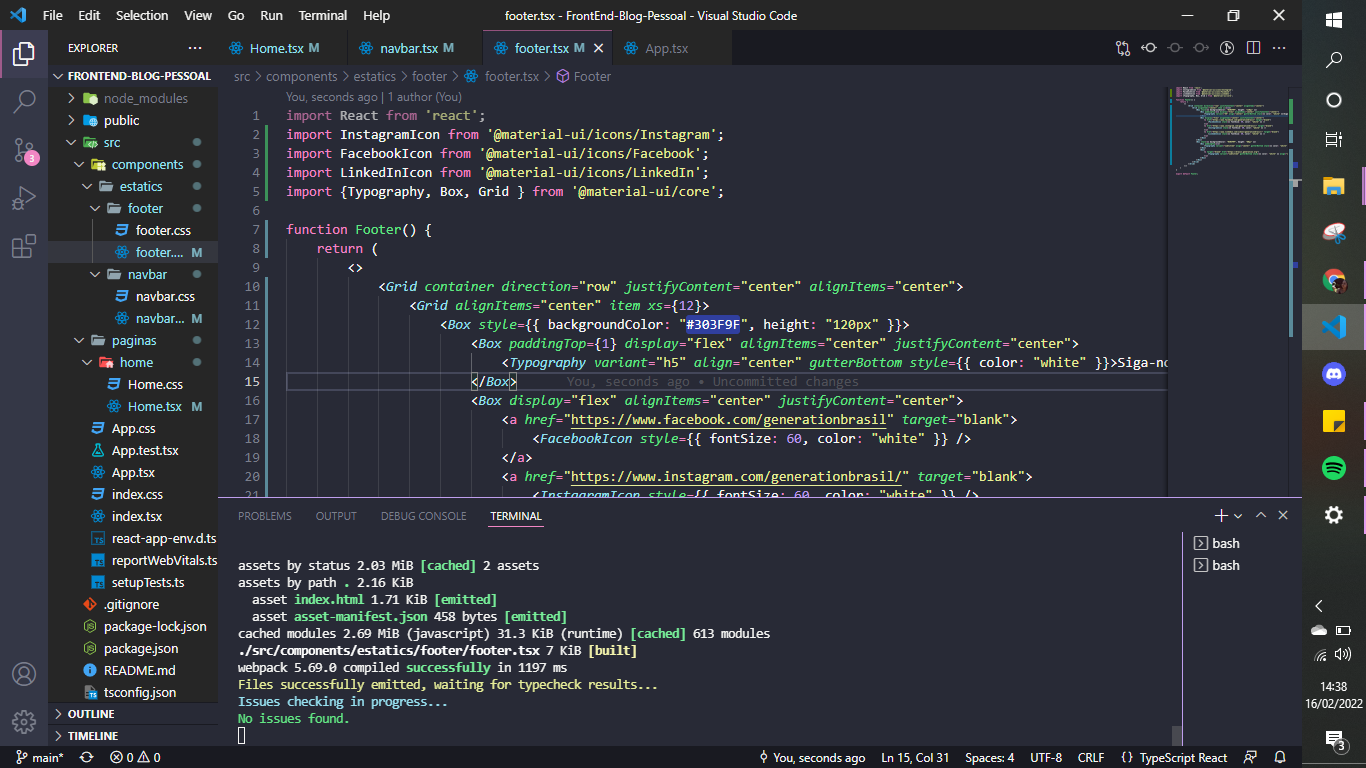 File Edit Selection View Go Run Terminal Help footer.tsx - FrontEnd-Blog-Pessoal - Visual Studio Code
EXPLORER ...
Home.tsx M navbar.tsx M footer.tsx M App.tsx
FRONTEND-BLOG-PESSOAL
node_modules
public
src
components
estatics
footer
footer.css
footer.... M
navbar
navbar.css
navbar... M
paginas
home
Home.css
Home.tsx M
App.css
App.test.tsx
App.tsx
index.css
index.tsx
react-app-env.d.ts
reportWebVitals.ts
setupTests.ts
.gitignore
package-lock.json
package.json
README.md
tsconfig.json
OUTLINE
TIMELINE
3
src > components > estatics > footer > footer.tsx > Footer
You, seconds ago | 1 author (You)
1 import React from 'react';
2 import InstagramIcon from '@material-ui/icons/Instagram';
3 import FacebookIcon from '@material-ui/icons/Facebook';
4 import LinkedInIcon from '@material-ui/icons/LinkedIn';
5 import {Typography, Box, Grid } from '@material-ui/core';
6
7 function Footer() {
8 return (
9 <>
10 <Grid container direction="row" justifyContent="center" alignItems="center">
11 <Grid alignItems="center" item xs={12}>
12 <Box style={{ backgroundColor: "#303F9F", height: "120px" }}>
13 <Box paddingTop={1} display="flex" alignItems="center" justifyContent="center">
14 <Typography variant="h5" align="center" gutterBottom style={{ color: "white" }}>Siga-no
15 </Box> You, seconds ago • Uncommitted changes
16 <Box display="flex" alignItems="center" justifyContent="center">
17 <a href="https://www.facebook.com/generationbrasil" target="blank">
18 <FacebookIcon style={{ fontSize: 60, color: "white" }} />
19 </a>
20 <a href="https://www.instagram.com/generationbrasil/" target="blank">
21 <InstagramIcon style={{ fontSize: 60, color: "white" }} />
PROBLEMS OUTPUT DEBUG CONSOLE TERMINAL
assets by status 2.03 MiB [cached] 2 assets
assets by path . 2.16 KiB
asset index.html 1.71 KiB [emitted]
asset asset-manifest.json 458 bytes [emitted]
cached modules 2.69 MiB (javascript) 31.3 KiB (runtime) [cached] 613 modules
./src/components/estatics/footer/footer.tsx 7 KiB [built]
webpack 5.69.0 compiled successfully in 1197 ms
Files successfully emitted, waiting for typecheck results...
Issues checking in progress...
No issues found.
bash
bash
main* 0 0 You, seconds ago Ln 15, Col 31 Spaces: 4 UTF-8 CRLF { } TypeScript React
14:38
16/02/2022
3